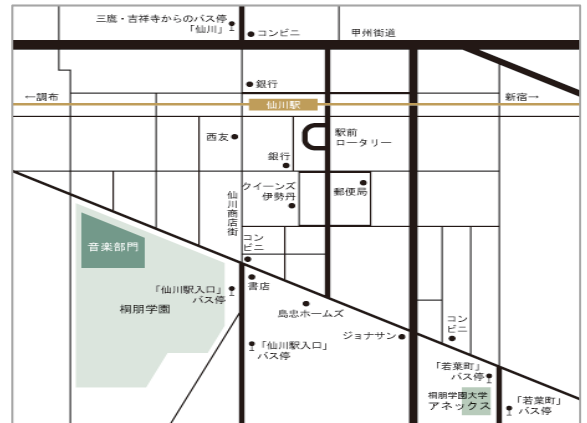 三鷹・吉祥寺からのバス停
「仙川」
コンビニ
甲州街道
銀行
←調布
仙川駅
新宿→
西友
駅前
ロータリー
銀行
クイーンズ
伊勢丹
郵便局
仙川商店街
コン
ビニ
音楽部門
書店
「仙川駅入口」
バス停
桐朋学園
島忠ホームズ
コン
ビニ
ジョナサン
「仙川駅入口」
バス停
「若葉町」
バス停
桐朋学園大学
アネックス
「若葉町」
バス停